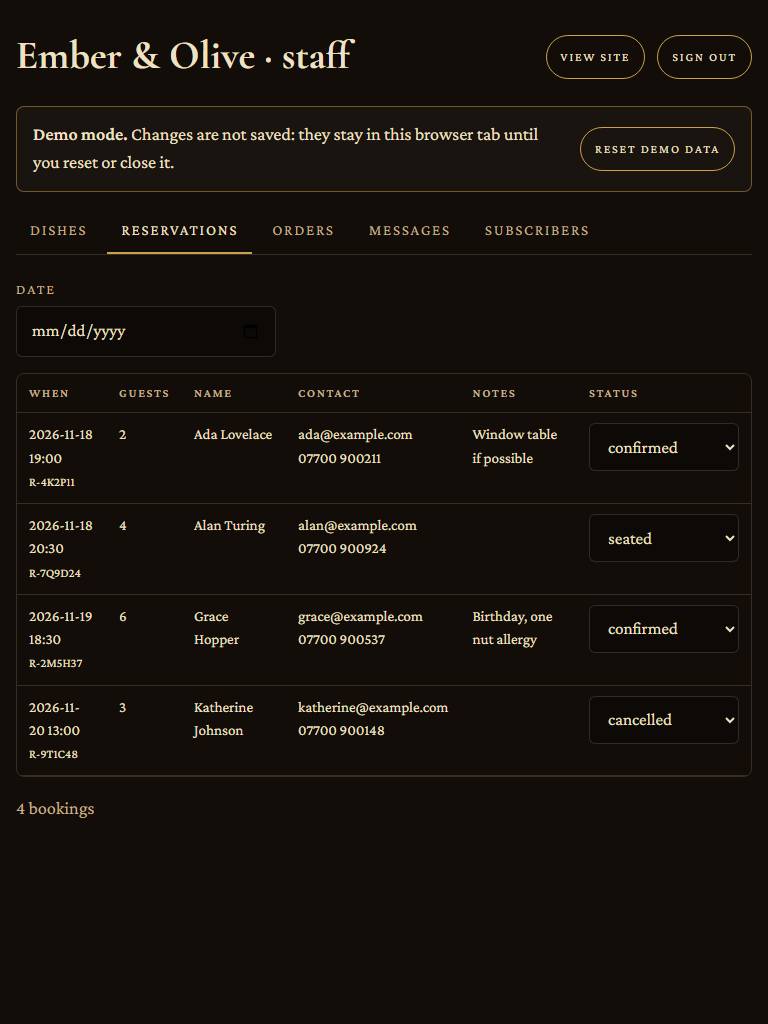 Ember & Olive · staff
VIEW SITE
SIGN OUT
Demo mode. Changes are not saved: they stay in this browser tab until
you reset or close it.
RESET DEMO DATA
DISHES RESERVATIONS ORDERS MESSAGES SUBSCRIBERS
DATE
mm/dd/yyyy
WHEN GUESTS NAME CONTACT NOTES STATUS
2026-11-18 2 Ada Lovelace ada@example.com Window table confirmed
19:00 07700 900211 if possible
R-4K2P11
2026-11-18 4 Alan Turing alan@example.com seated
20:30 07700 900924
R-7Q9D24
2026-11-19 6 Grace grace@example.com Birthday, one confirmed
18:30 Hopper 07700 900537 nut allergy
R-2M5H37
2026-11- 3 Katherine katherine@example.com cancelled
20 13:00 Johnson 07700 900148
R-9T1C48
4 bookings